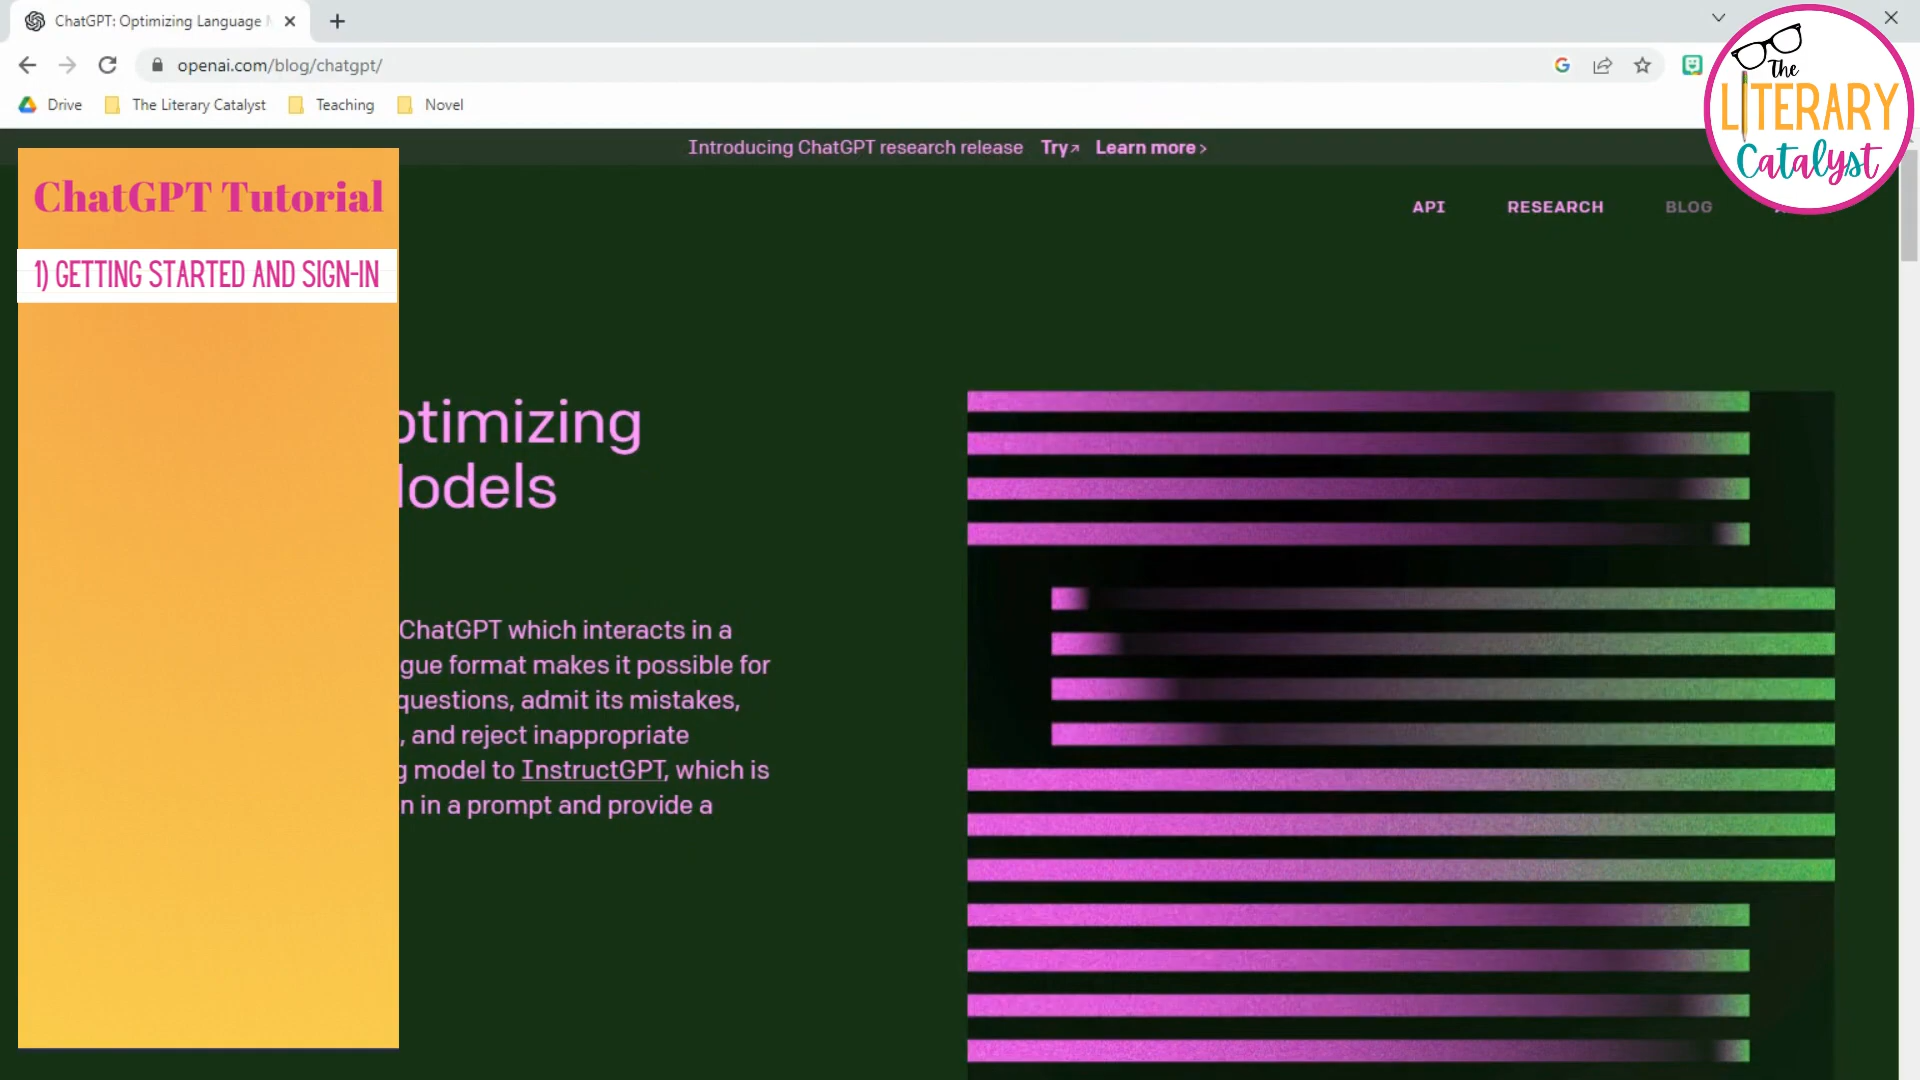 ChatGPT: Optimizing Language
openai.com/blog/chatgpt/
Drive
The Literary Catalyst
Teaching
Novel
The
LITERARY
Catalyst
Introducing ChatGPT research release Try↗ Learn more ›
API RESEARCH BLOG
ChatGPT Tutorial
1) GETTING STARTED AND SIGN-IN
ptimizing
odels
ChatGPT which interacts in a
gue format makes it possible for
questions, admit its mistakes,
, and reject inappropriate
g model to InstructGPT, which is
n in a prompt and provide a